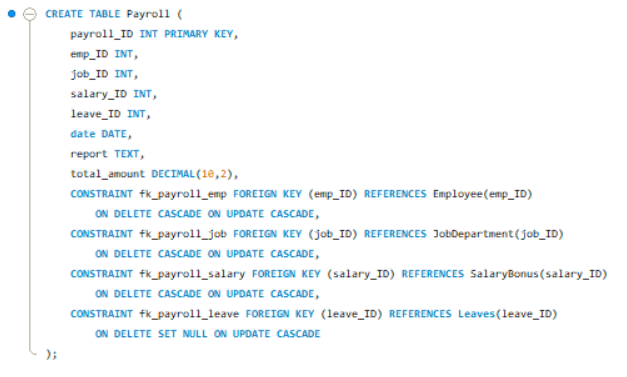 CREATE TABLE Payroll (
payroll_ID INT PRIMARY KEY,
emp_ID INT,
job_ID INT,
salary_ID INT,
leave_ID INT,
date DATE,
report TEXT,
total_amount DECIMAL(10,2),
CONSTRAINT fk_payroll_emp FOREIGN KEY (emp_ID) REFERENCES Employee(emp_ID)
ON DELETE CASCADE ON UPDATE CASCADE,
CONSTRAINT fk_payroll_job FOREIGN KEY (job_ID) REFERENCES JobDepartment(job_ID)
ON DELETE CASCADE ON UPDATE CASCADE,
CONSTRAINT fk_payroll_salary FOREIGN KEY (salary_ID) REFERENCES SalaryBonus(salary_ID)
ON DELETE CASCADE ON UPDATE CASCADE,
CONSTRAINT fk_payroll_leave FOREIGN KEY (leave_ID) REFERENCES Leaves(leave_ID)
ON DELETE SET NULL ON UPDATE CASCADE
);